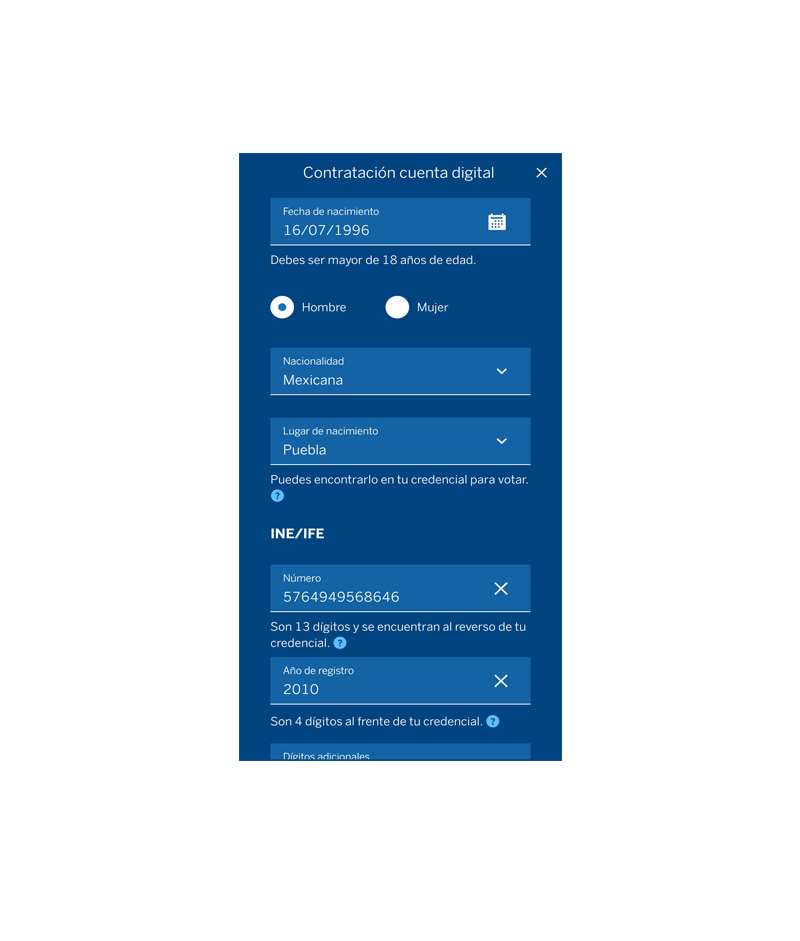 Contratación cuenta digital
Fecha de nacimiento
16/07/1996
Debes ser mayor de 18 años de edad.
Hombre
Mujer
Nacionalidad
Mexicana
Lugar de nacimiento
Puebla
Puedes encontrarlo en tu credencial para votar.
?
INE/IFE
Número
5764949568646
Son 13 dígitos y se encuentran al reverso de tu
credencial. ?
Año de registro
2010
Son 4 dígitos al frente de tu credencial. ?
Dígitos adicionales